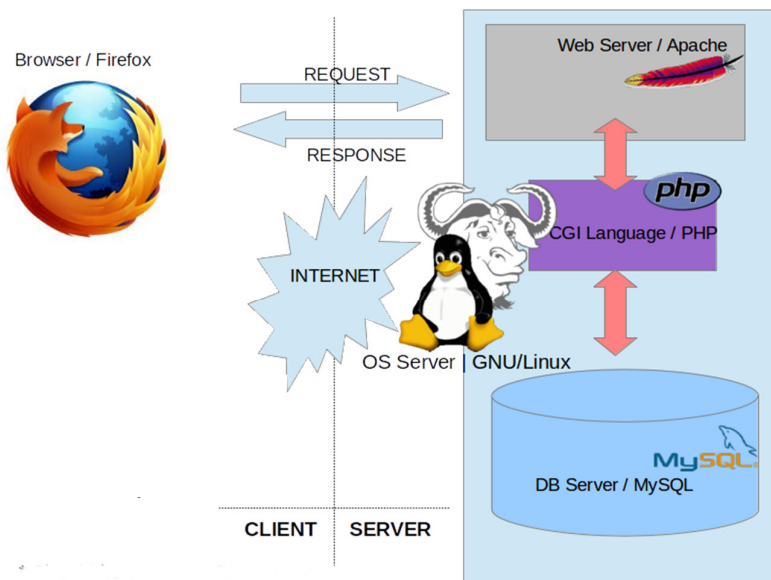 Browser / Firefox
Web Server / Apache
REQUEST
RESPONSE
php
CGI Language / PHP
INTERNET
OS Server | GNU/Linux
MySQL
DB Server / MySQL
CLIENT
SERVER